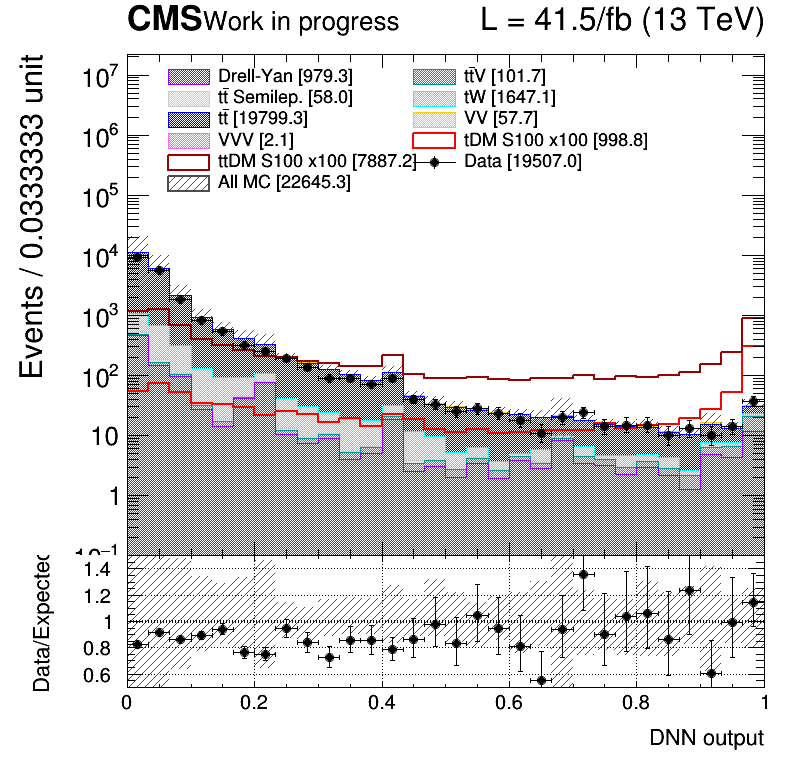 CMS Work in progress L = 41.5/fb (13 TeV)
Events / 0.0333333 unit
10⁷
10⁶
10⁵
10⁴
10³
10²
10
1
10⁻¹
Drell-Yan [979.3]
tt̄ Semilep. [58.0]
tt̄ [19799.3]
VVV [2.1]
ttDM S100 x100 [7887.2]
All MC [22645.3]
tt̄V [101.7]
tW [1647.1]
VV [57.7]
tDM S100 x100 [998.8]
Data [19507.0]
Data/Expected
1.4
1.2
1
0.8
0.6
0 0.2 0.4 0.6 0.8 1
DNN output